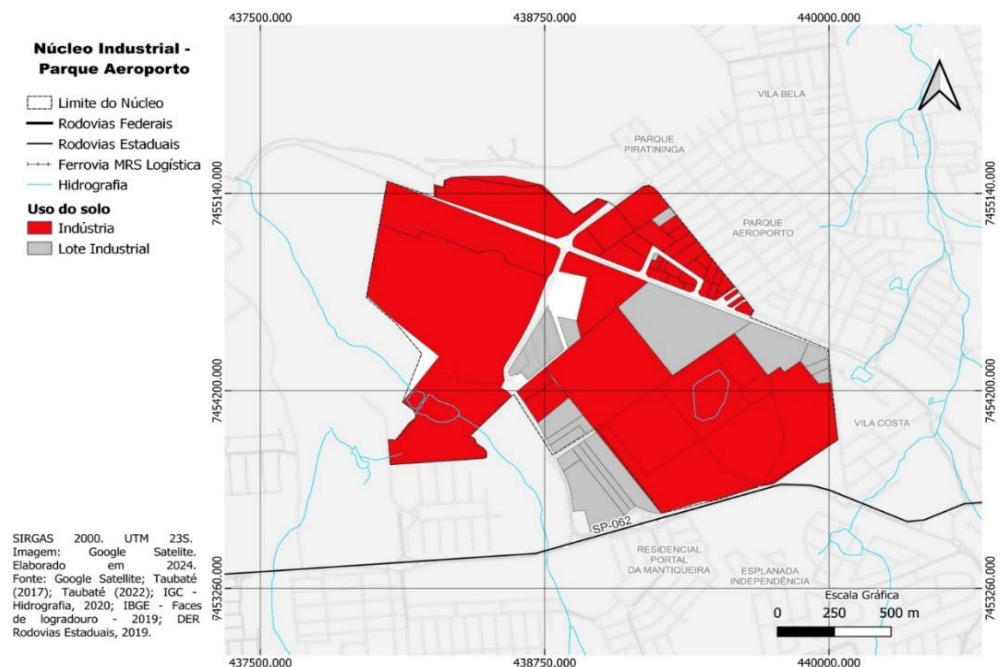 437500.000
438750.000
440000.000
Núcleo Industrial -
Parque Aeroporto
Limite do Núcleo
Rodovias Federais
Rodovias Estaduais
Ferrovia MRS Logística
Hidrografia
Uso do solo
Indústria
Lote Industrial
SIRGAS 2000. UTM 23S.
Imagem: Google Satelite.
Elaborado em 2024.
Fonte: Google Satellite; Taubaté
(2017); Taubaté (2022); IGC -
Hidrografia, 2020; IBGE - Faces
de logradouro - 2019; DER
Rodovias Estaduais, 2019.
7455140.000
7454200.000
7453260.000
N
VILA BELA
PARQUE
PIRATININGA
PARQUE
AEROPORTO
VILA COSTA
SP-062
RESIDENCIAL
PORTAL
DA MANTIQUEIRA
ESPLANADA
INDEPENDÊNCIA
Escala Gráfica
0 250 500 m
7455140.000
7454200.000
7453260.000
437500.000
438750.000
440000.000